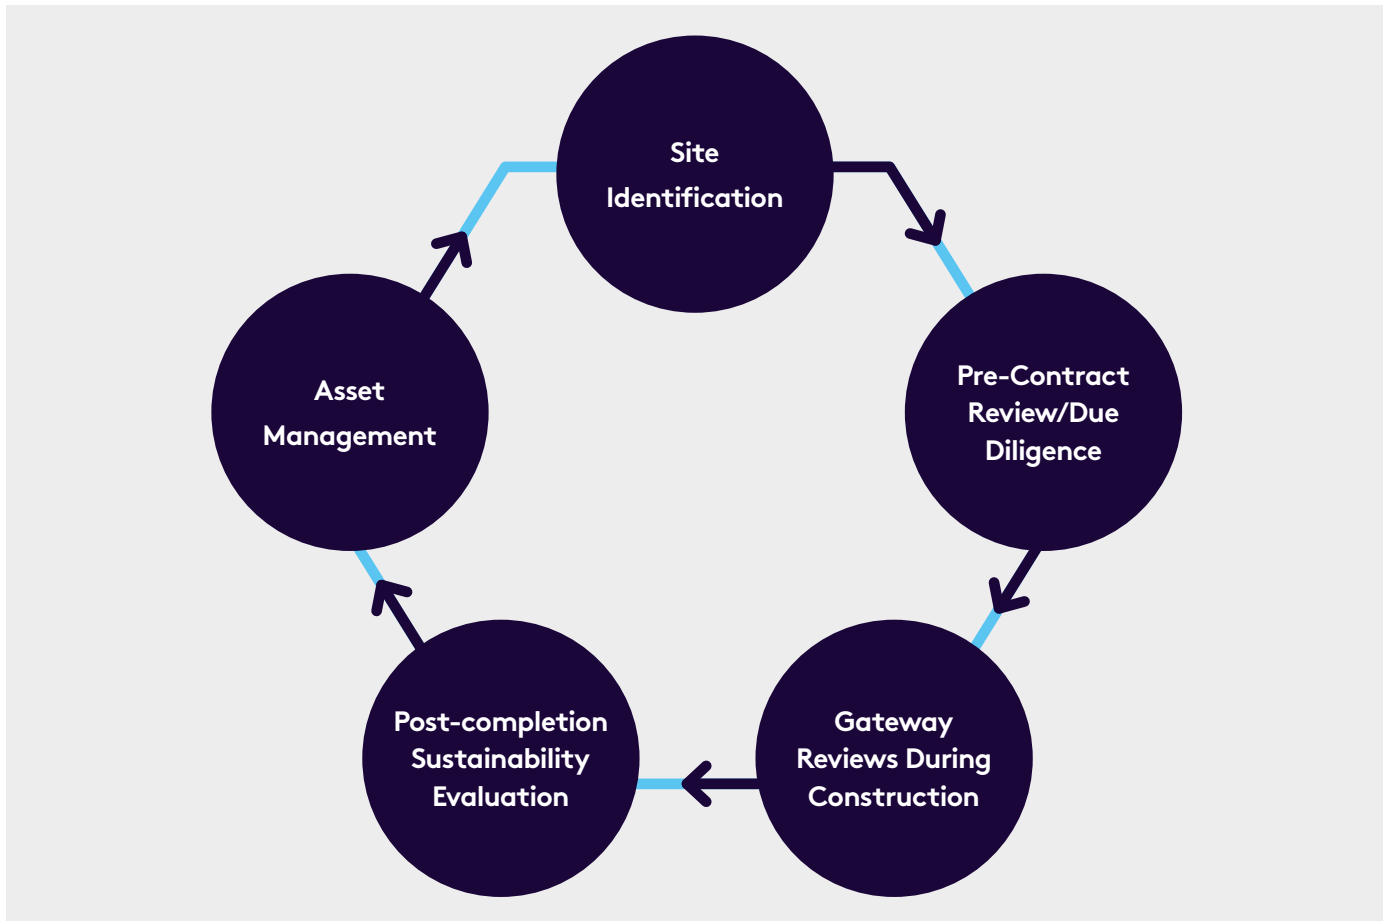 Site
Identification
Pre-Contract
Review/Due
Diligence
Gateway
Reviews During
Construction
Post-completion
Sustainability
Evaluation
Asset
Management